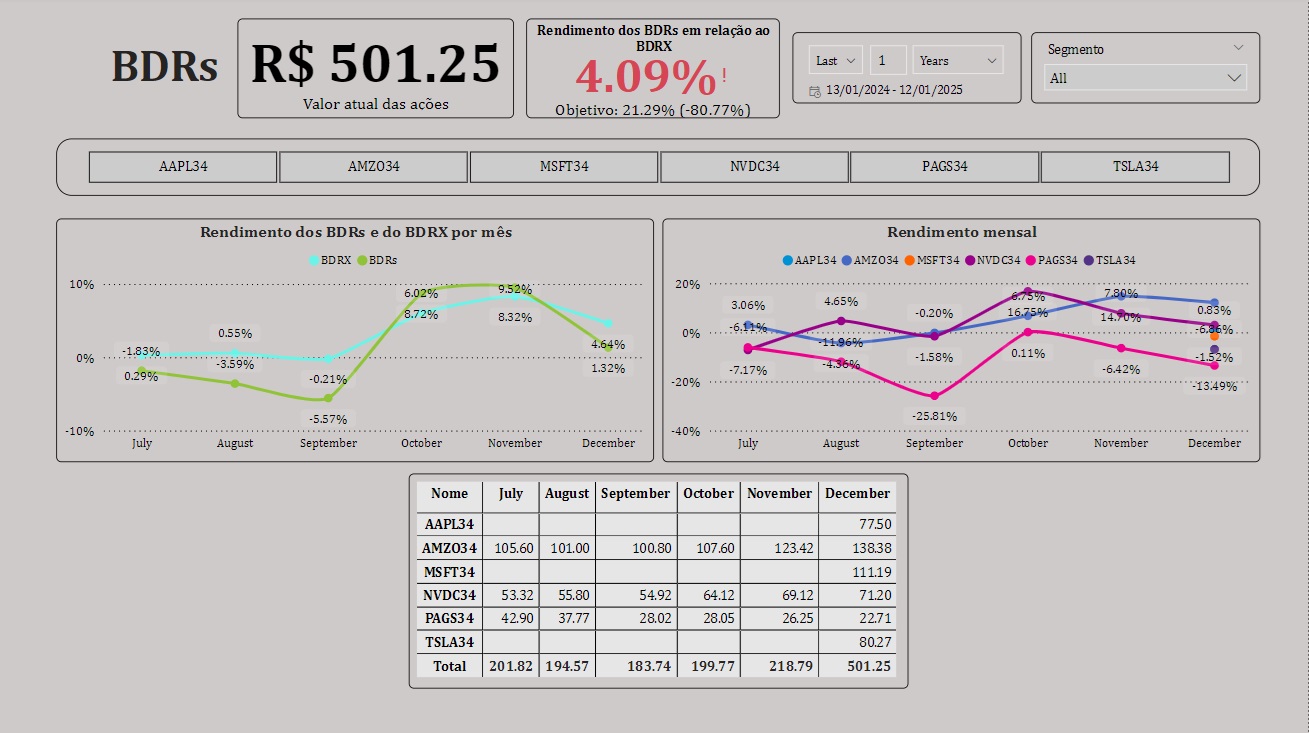 BDRs
R$ 501.25
Valor atual das acões
Rendimento dos BDRs em relação ao
BDRX
4.09%!
Objetivo: 21.29% (-80.77%)
Last 1 Years
13/01/2024 - 12/01/2025
Segmento
All
AAPL34 AMZO34 MSFT34 NVDC34 PAGS34 TSLA34
Rendimento dos BDRs e do BDRX por mês
BDRX BDRs
10%
0%
-10%
-1.83%
0.29%
0.55%
-3.59%
-0.21%
-5.57%
6.02%
8.72%
9.52%
8.32%
4.64%
1.32%
July August September October November December
Rendimento mensal
AAPL34 AMZO34 MSFT34 NVDC34 PAGS34 TSLA34
20%
0%
-20%
-40%
3.06%
-6.11%
-7.17%
4.65%
-11.96%
-4.36%
-0.20%
-1.58%
-25.81%
6.75%
16.75%
0.11%
7.80%
14.70%
-6.42%
0.83%
-6.86%
-1.52%
-13.49%
July August September October November December
Nome July August September October November December
AAPL34 77.50
AMZO34 105.60 101.00 100.80 107.60 123.42 138.38
MSFT34 111.19
NVDC34 53.32 55.80 54.92 64.12 69.12 71.20
PAGS34 42.90 37.77 28.02 28.05 26.25 22.71
TSLA34 80.27
Total 201.82 194.57 183.74 199.77 218.79 501.25